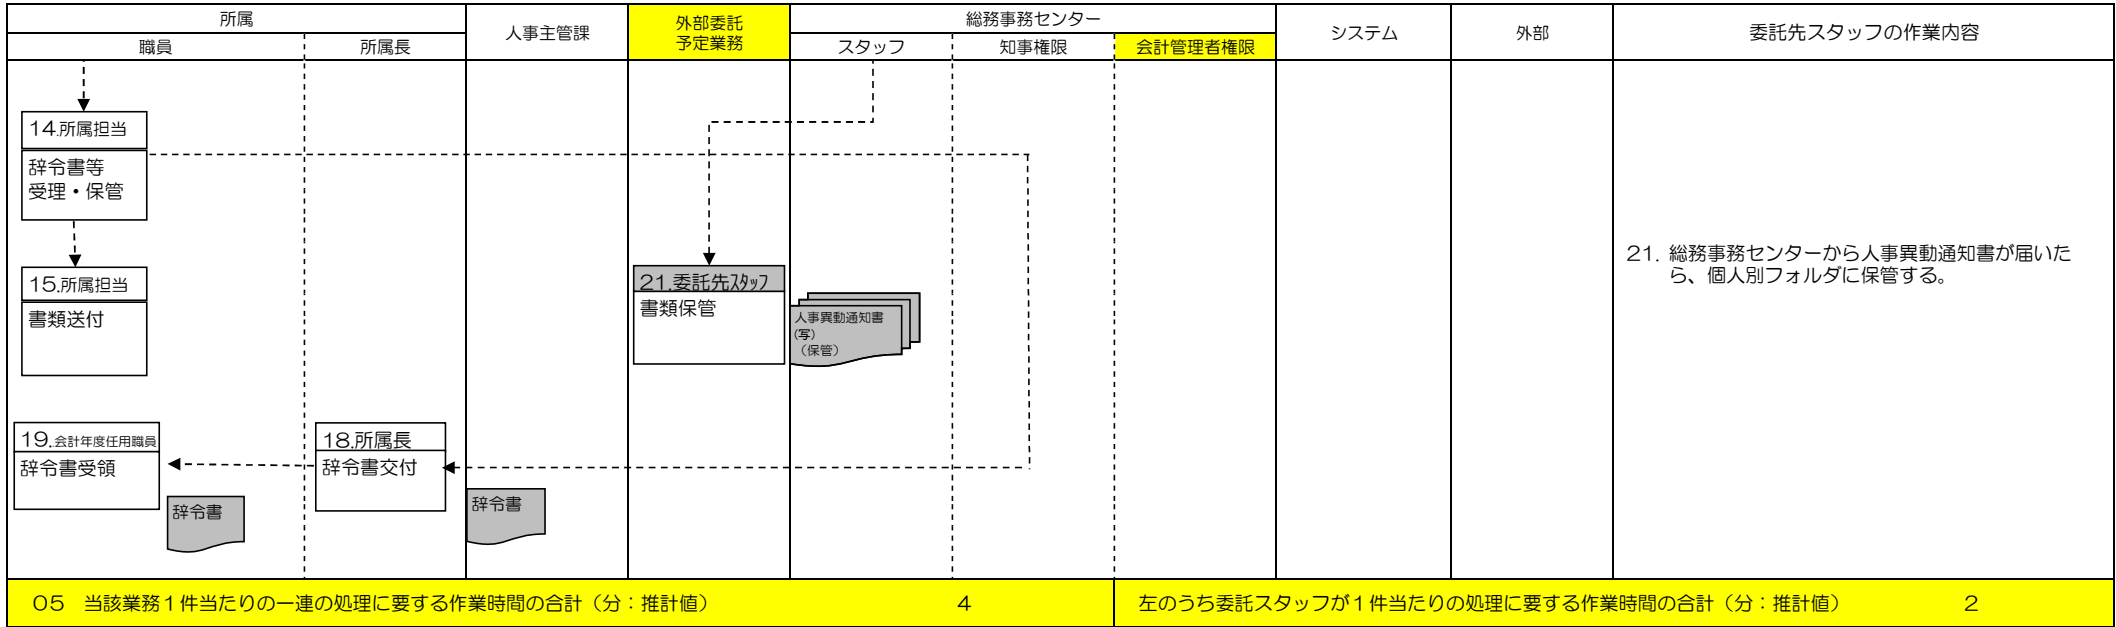 所属
人事主管課
外部委託
予定業務
総務事務センター
システム
外部
委託先スタッフの作業内容
職員
所属長
スタッフ
知事権限
会計管理者権限
14.所属担当
辞令書等
受理・保管
15.所属担当
書類送付
21.委託先ｽﾀｯﾌ
書類保管
人事異動通知書
(写)
（保管）
21. 総務事務センターから人事異動通知書が届いた
ら、個人別フォルダに保管する。
19.会計年度任用職員
辞令書受領
辞令書
18.所属長
辞令書交付
辞令書
05 当該業務１件当たりの一連の処理に要する作業時間の合計（分：推計値） 4
左のうち委託スタッフが１件当たりの処理に要する作業時間の合計（分：推計値） 2